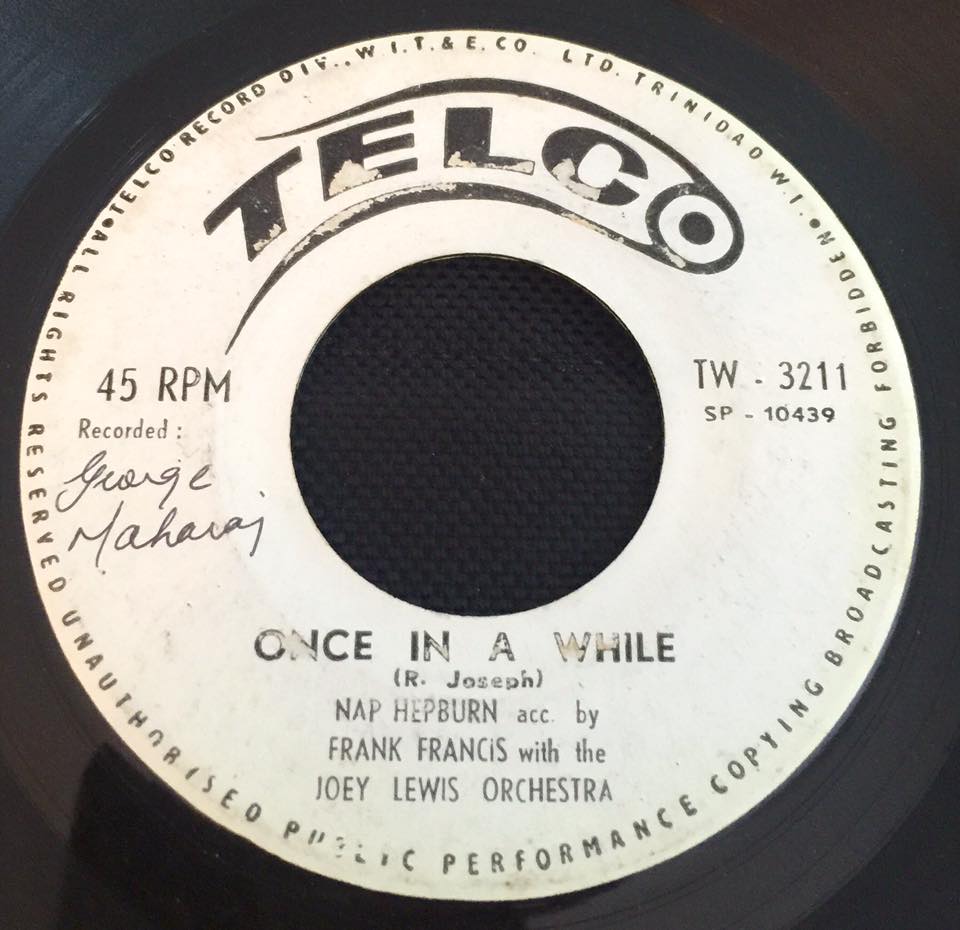 TELCO
45 RPM
Recorded :
George
Maharaj
TW - 3211
SP - 10439
ONCE IN A WHILE
(R. Joseph)
NAP HEPBURN acc. by
FRANK FRANCIS with the
JOEY LEWIS ORCHESTRA
•TELCO RECORD DIV., W.I.T.&E.CO. LTD. TRINIDAD W.I.•
ALL RIGHTS RESERVED UNAUTHORISED PUBLIC PERFORMANCE COPYING BROADCASTING FORBIDDEN